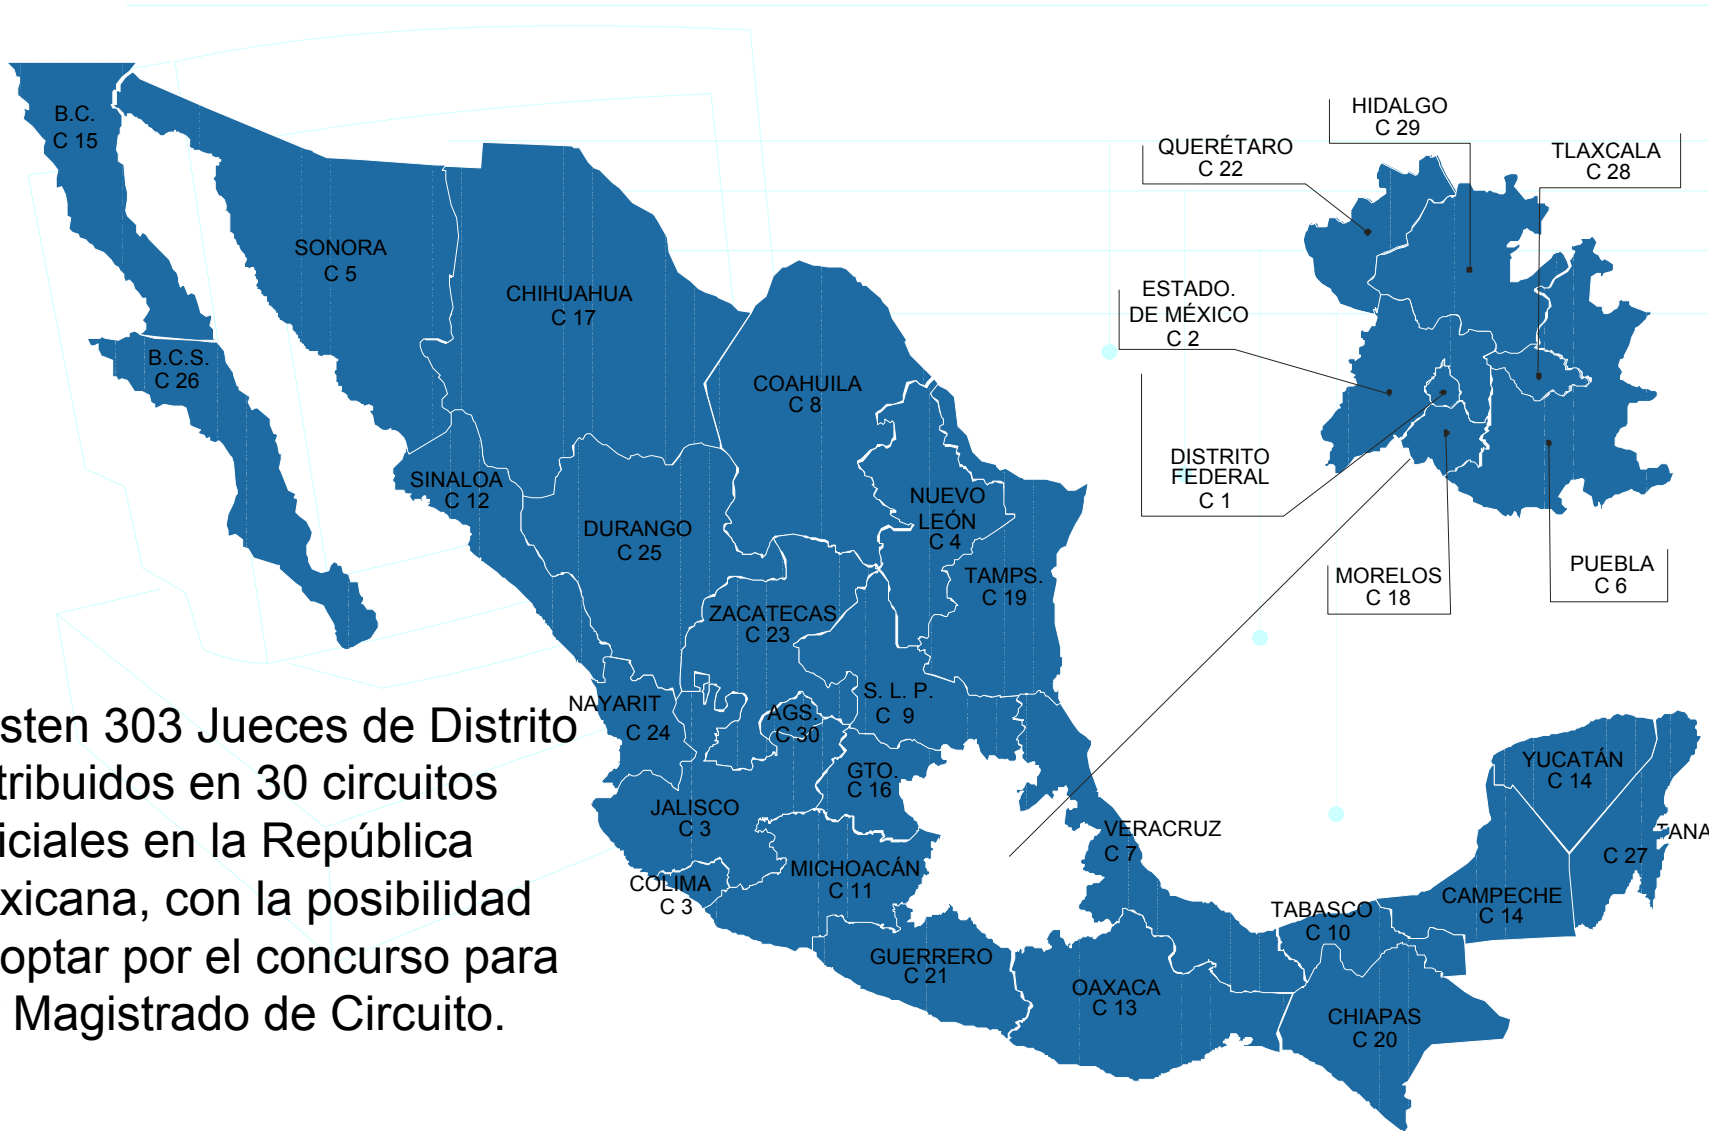 B.C.
C 15
SONORA
C 5
CHIHUAHUA
C 17
B.C.S.
C 26
COAHUILA
C 8
SINALOA
C 12
DURANGO
C 25
NUEVO
LEÓN
C 4
TAMPS.
C 19
ZACATECAS
C 23
NAYARIT
C 24
S. L. P.
C 9
AGS.
C 30
GTO.
C 16
JALISCO
C 3
COLIMA
C 3
MICHOACÁN
C 11
GUERRERO
C 21
VERACRUZ
C 7
OAXACA
C 13
TABASCO
C 10
CHIAPAS
C 20
CAMPECHE
C 14
YUCATÁN
C 14
TANA
C 27
HIDALGO
C 29
QUERÉTARO
C 22
TLAXCALA
C 28
ESTADO.
DE MÉXICO
C 2
DISTRITO
FEDERAL
C 1
MORELOS
C 18
PUEBLA
C 6
sten 303 Jueces de Distrito
tribuidos en 30 circuitos
iciales en la República
xicana, con la posibilidad
optar por el concurso para
Magistrado de Circuito.